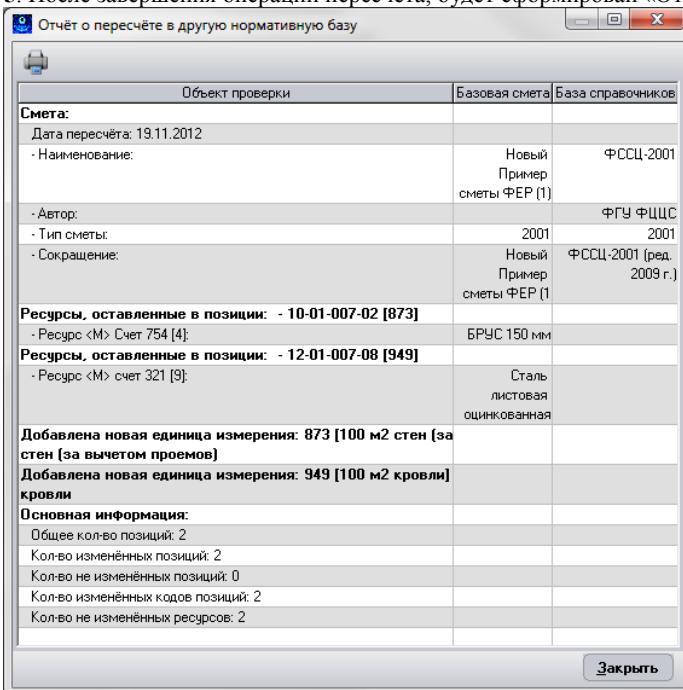 3. После завершения операции пересчета, будет сформирован «От
Отчёт о пересчёте в другую нормативную базу
Объект проверки Базовая смета База справочников
Смета:
Дата пересчёта: 19.11.2012
- Наименование: Новый ФССЦ-2001
Пример
сметы ФЕР (1)
- Автор: ФГУ ФЦЦС
- Тип сметы: 2001 2001
- Сокращение: Новый ФССЦ-2001 (ред.
Пример 2009 г.)
сметы ФЕР (1
Ресурсы, оставленные в позиции: - 10-01-007-02 [873]
- Ресурс <М> Счет 754 [4]: БРУС 150 мм
Ресурсы, оставленные в позиции: - 12-01-007-08 [949]
- Ресурс <М> счет 321 [9]: Сталь
листовая
оцинкованная
Добавлена новая единица измерения: 873 [100 м2 стен (за
стен (за вычетом проемов)
Добавлена новая единица измерения: 949 [100 м2 кровли]
кровли
Основная информация:
Общее кол-во позиций: 2
Кол-во изменённых позиций: 2
Кол-во не изменённых позиций: 0
Кол-во изменённых кодов позиций: 2
Кол-во не изменённых ресурсов: 2
Закрыть